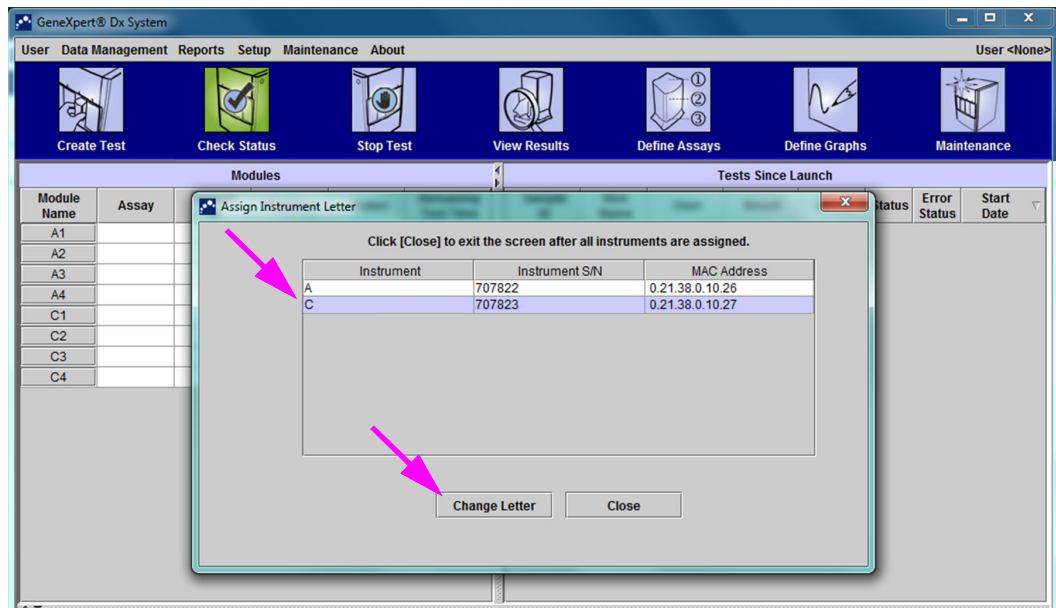 GeneXpert® Dx System
User Data Management Reports Setup Maintenance About User <None>
Create Test Check Status Stop Test View Results Define Assays Define Graphs Maintenance
Modules Tests Since Launch
Module Name Assay Status Error Status Start Date
Assign Instrument Letter
Click [Close] to exit the screen after all instruments are assigned.
Instrument Instrument S/N MAC Address
A 707822 0.21.38.0.10.26
C 707823 0.21.38.0.10.27
A1
A2
A3
A4
C1
C2
C3
C4
Change Letter Close